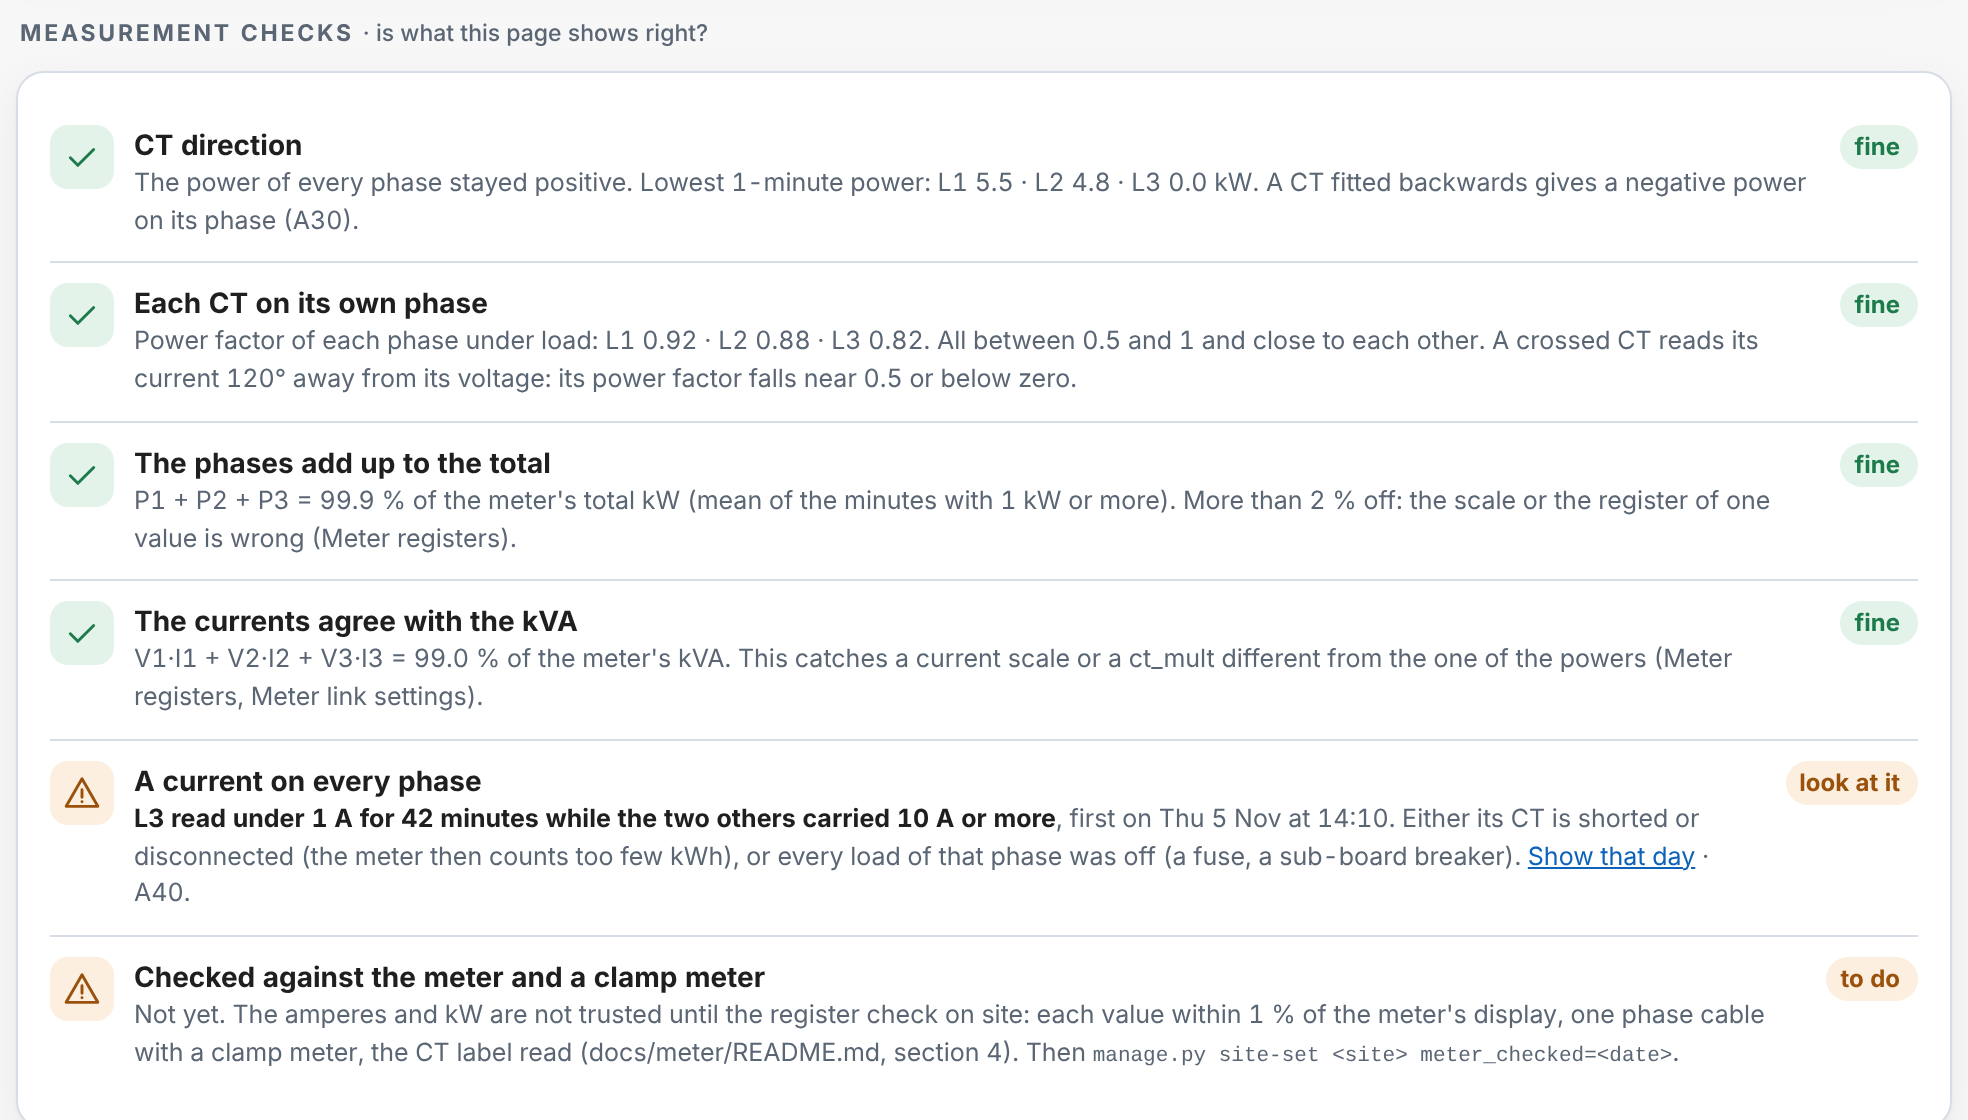 MEASUREMENT CHECKS · is what this page shows right?
CT direction
fine
The power of every phase stayed positive. Lowest 1-minute power: L1 5.5 · L2 4.8 · L3 0.0 kW. A CT fitted backwards gives a negative power
on its phase (A30).
Each CT on its own phase
fine
Power factor of each phase under load: L1 0.92 · L2 0.88 · L3 0.82. All between 0.5 and 1 and close to each other. A crossed CT reads its
current 120° away from its voltage: its power factor falls near 0.5 or below zero.
The phases add up to the total
fine
P1 + P2 + P3 = 99.9 % of the meter's total kW (mean of the minutes with 1 kW or more). More than 2 % off: the scale or the register of one
value is wrong (Meter registers).
The currents agree with the kVA
fine
V1·I1 + V2·I2 + V3·I3 = 99.0 % of the meter's kVA. This catches a current scale or a ct_mult different from the one of the powers (Meter
registers, Meter link settings).
A current on every phase
look at it
L3 read under 1 A for 42 minutes while the two others carried 10 A or more, first on Thu 5 Nov at 14:10. Either its CT is shorted or
disconnected (the meter then counts too few kWh), or every load of that phase was off (a fuse, a sub-board breaker). Show that day ·
A40.
Checked against the meter and a clamp meter
to do
Not yet. The amperes and kW are not trusted until the register check on site: each value within 1 % of the meter's display, one phase cable
with a clamp meter, the CT label read (docs/meter/README.md, section 4). Then manage.py site-set <site> meter_checked=<date>.